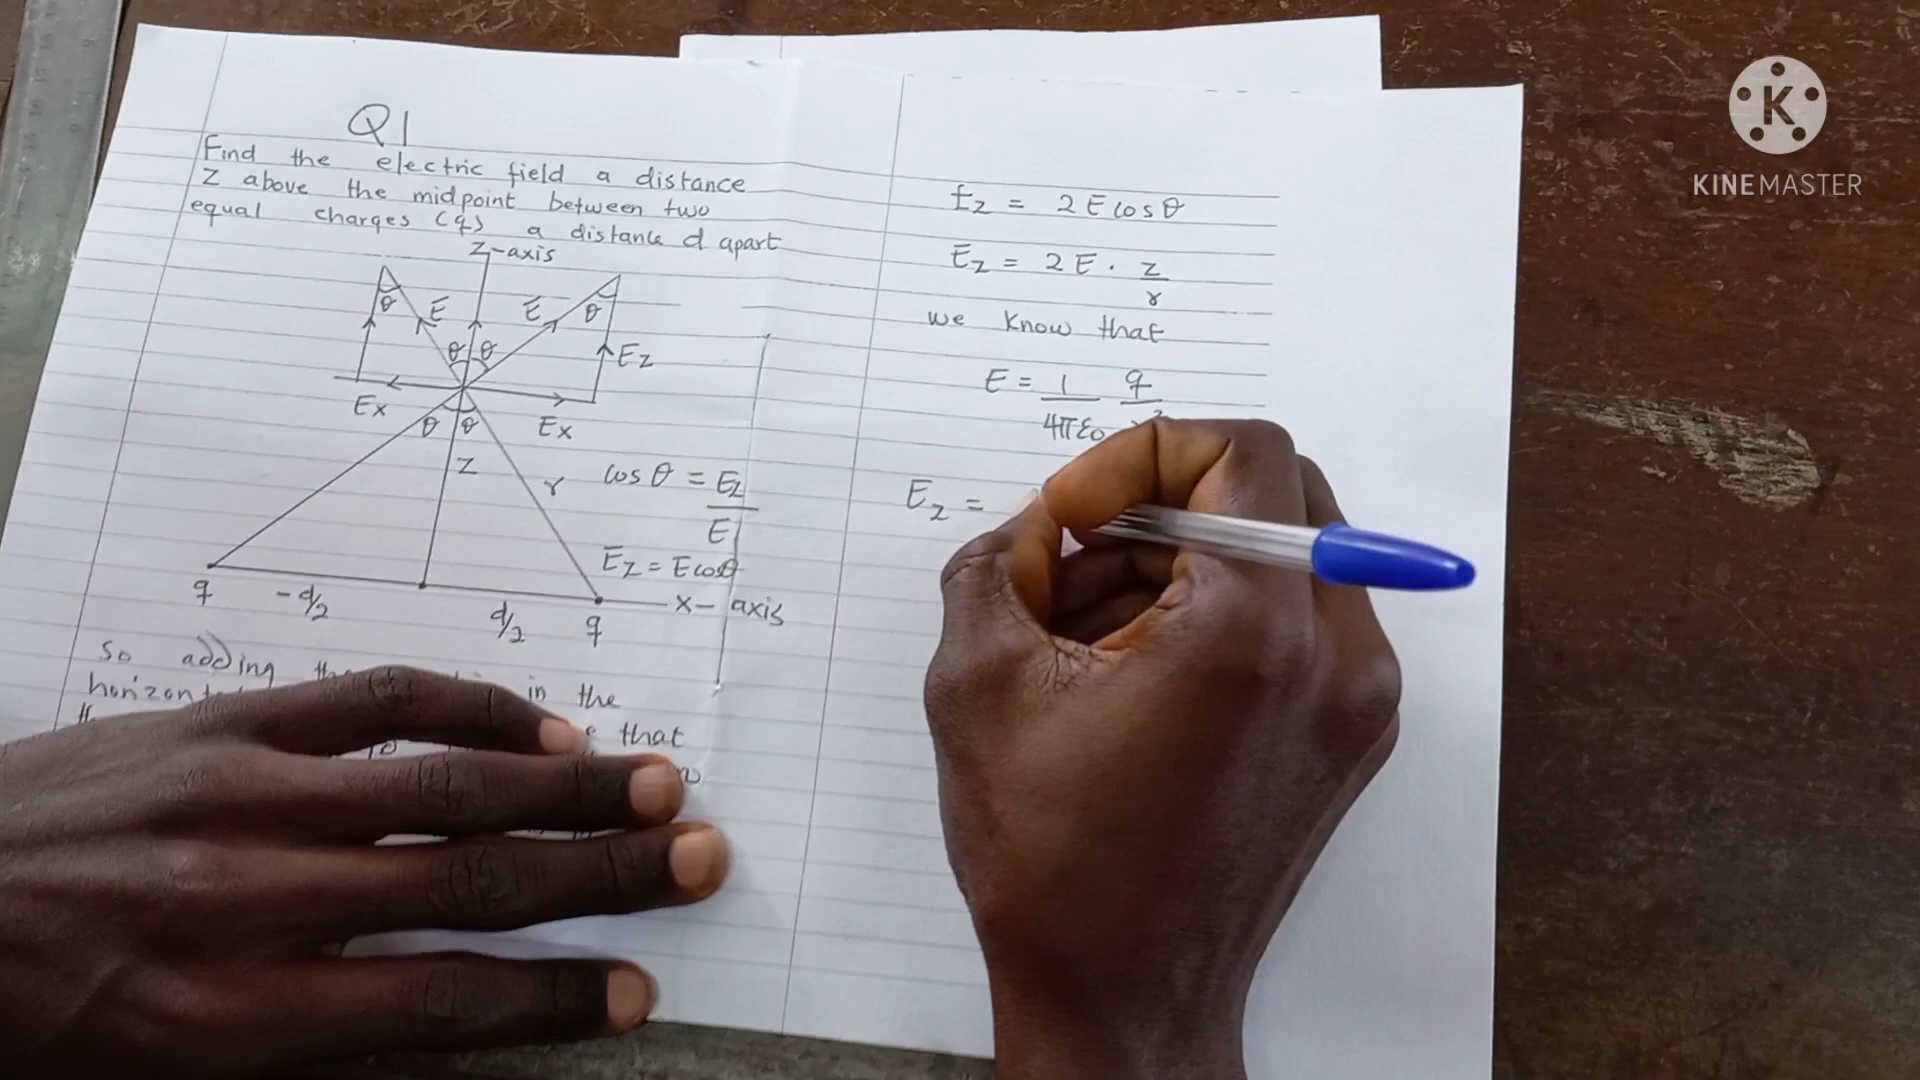 Q1
Find the electric field a distance
Z above the midpoint between two
equal charges (q) a distance d apart
Z-axis
θ E E θ
θ θ
Ez
Ex Ex
θ θ
Z
r
cos θ = Ez
E
Ez = E cosθ
q -d/2 d/2 q x-axis
So adding the in the
that
Ez = 2E cos θ
Ez = 2E . z
r
we know that
E = 1 q
4πε0
Ez =
K
KINEMASTER